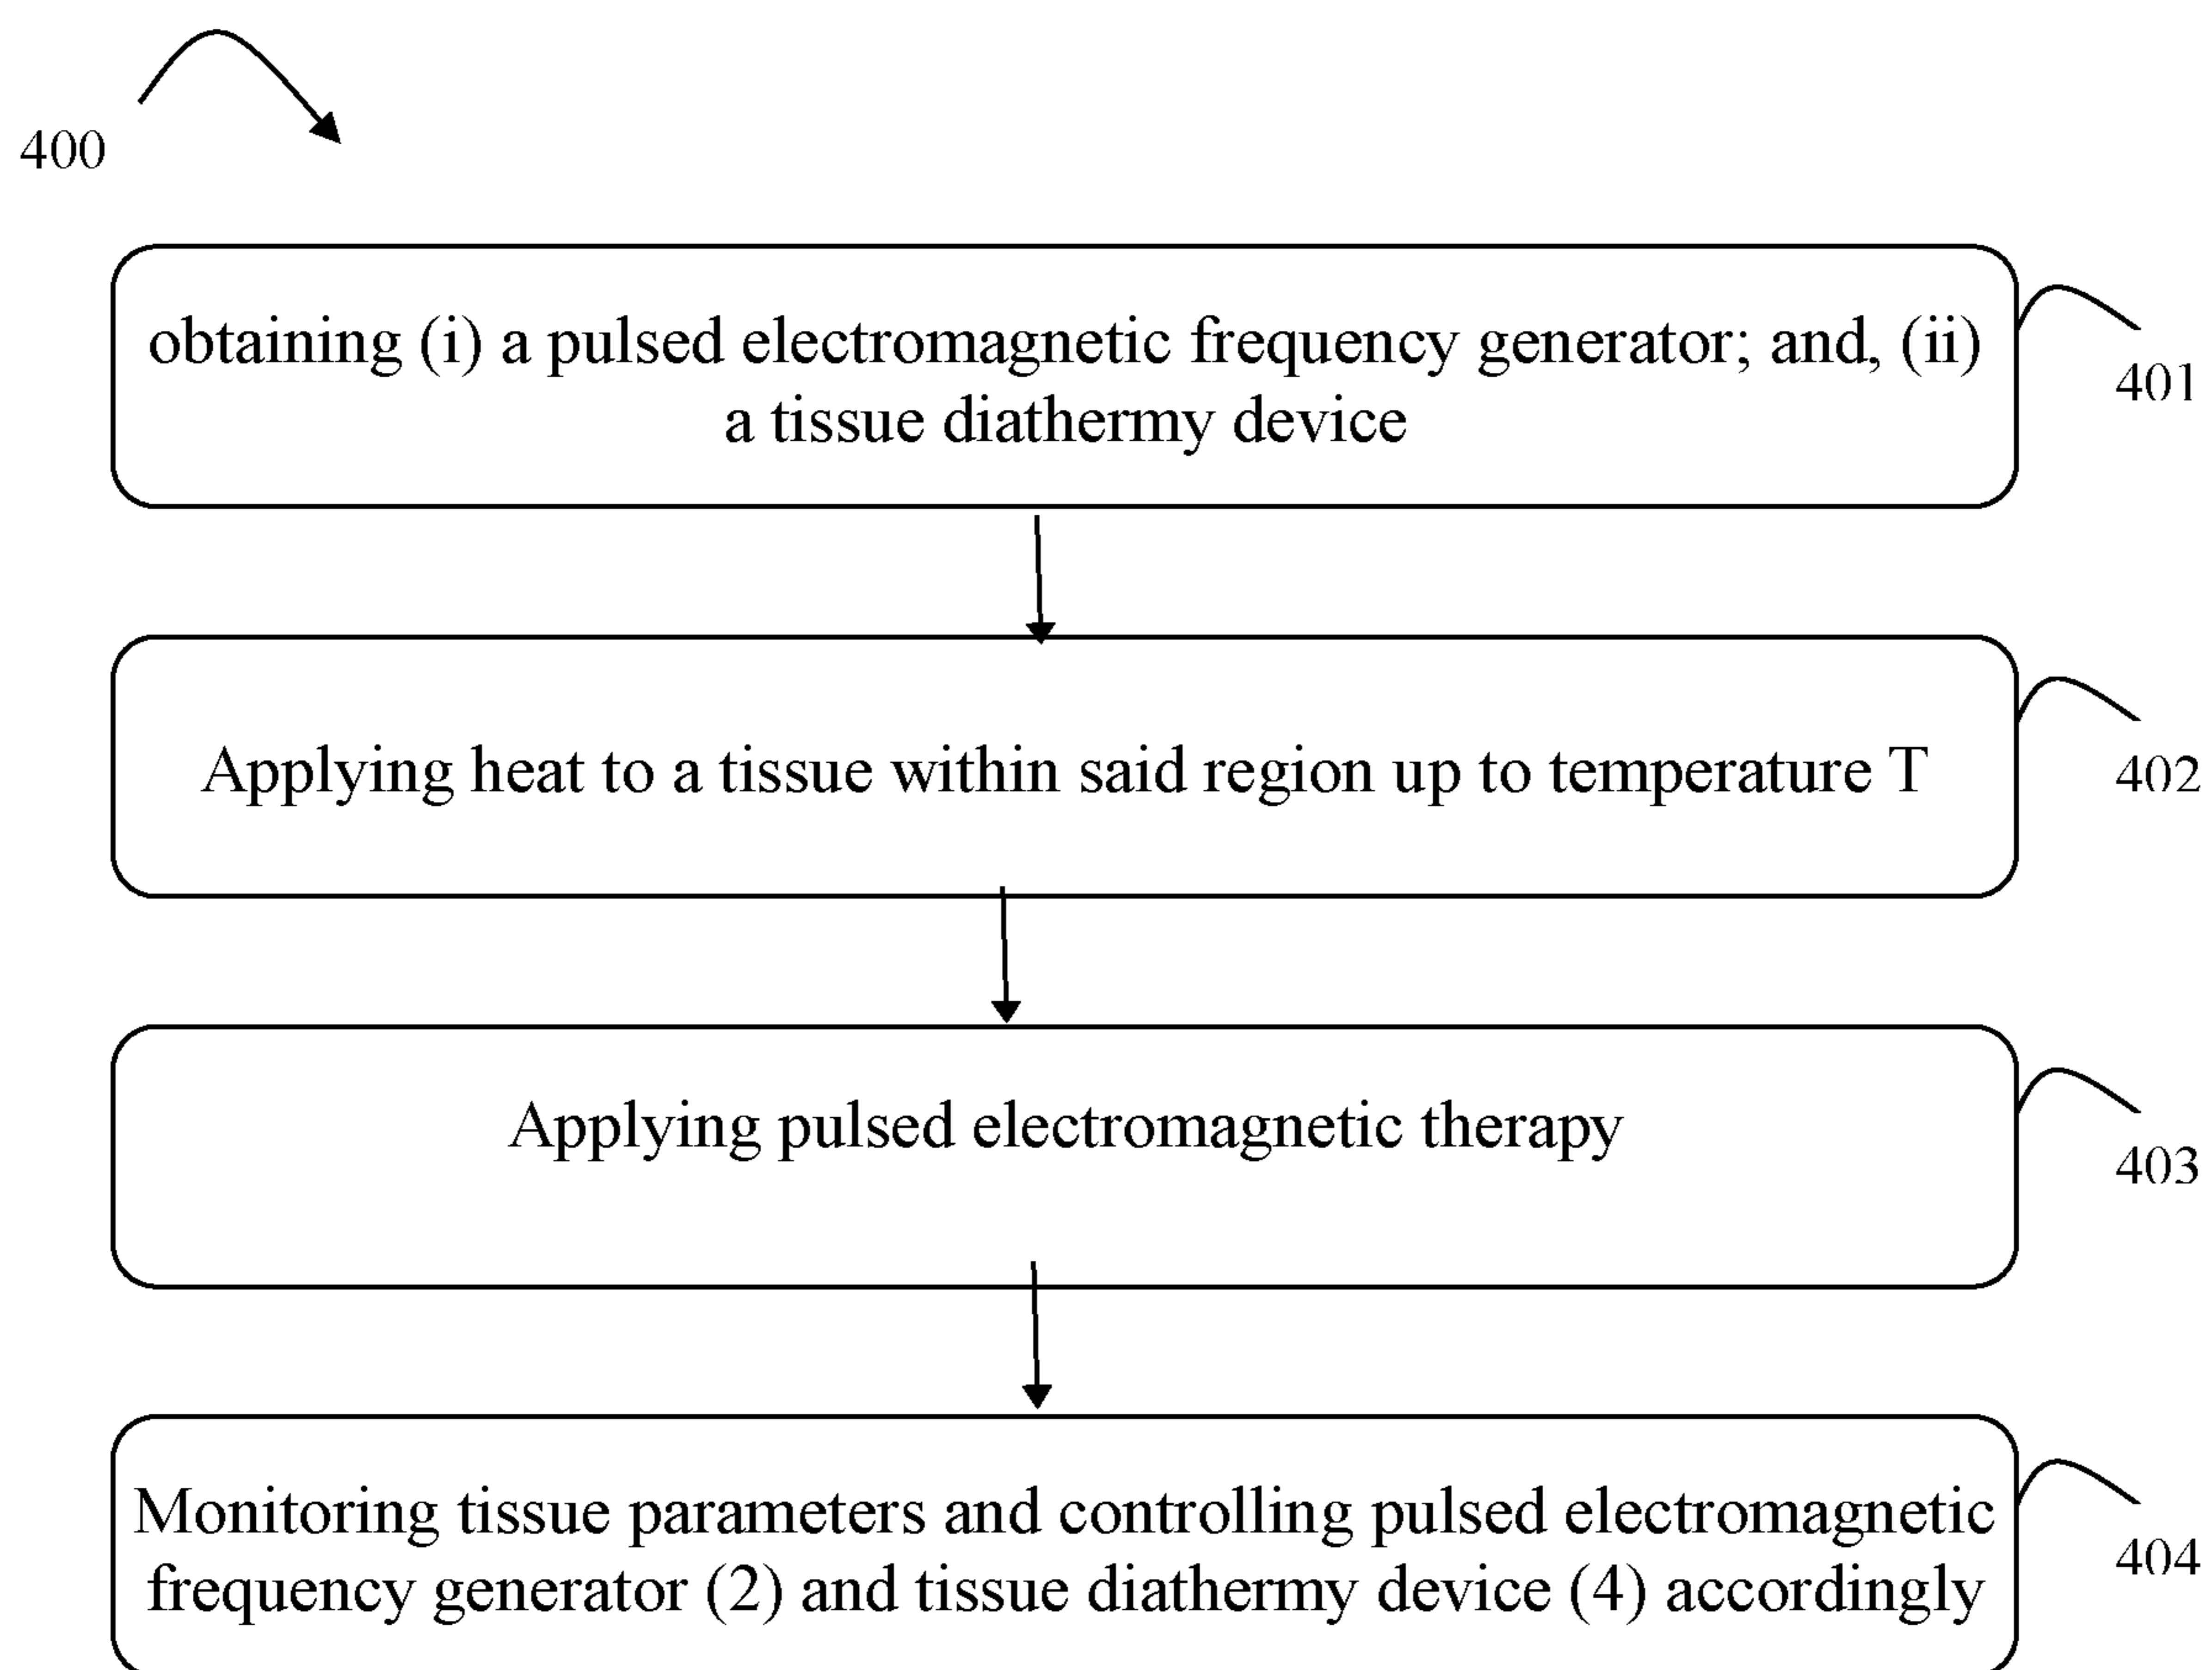 400
obtaining (i) a pulsed electromagnetic frequency generator; and, (ii)
a tissue diathermy device
401
Applying heat to a tissue within said region up to temperature T
402
Applying pulsed electromagnetic therapy
403
Monitoring tissue parameters and controlling pulsed electromagnetic
frequency generator (2) and tissue diathermy device (4) accordingly
404